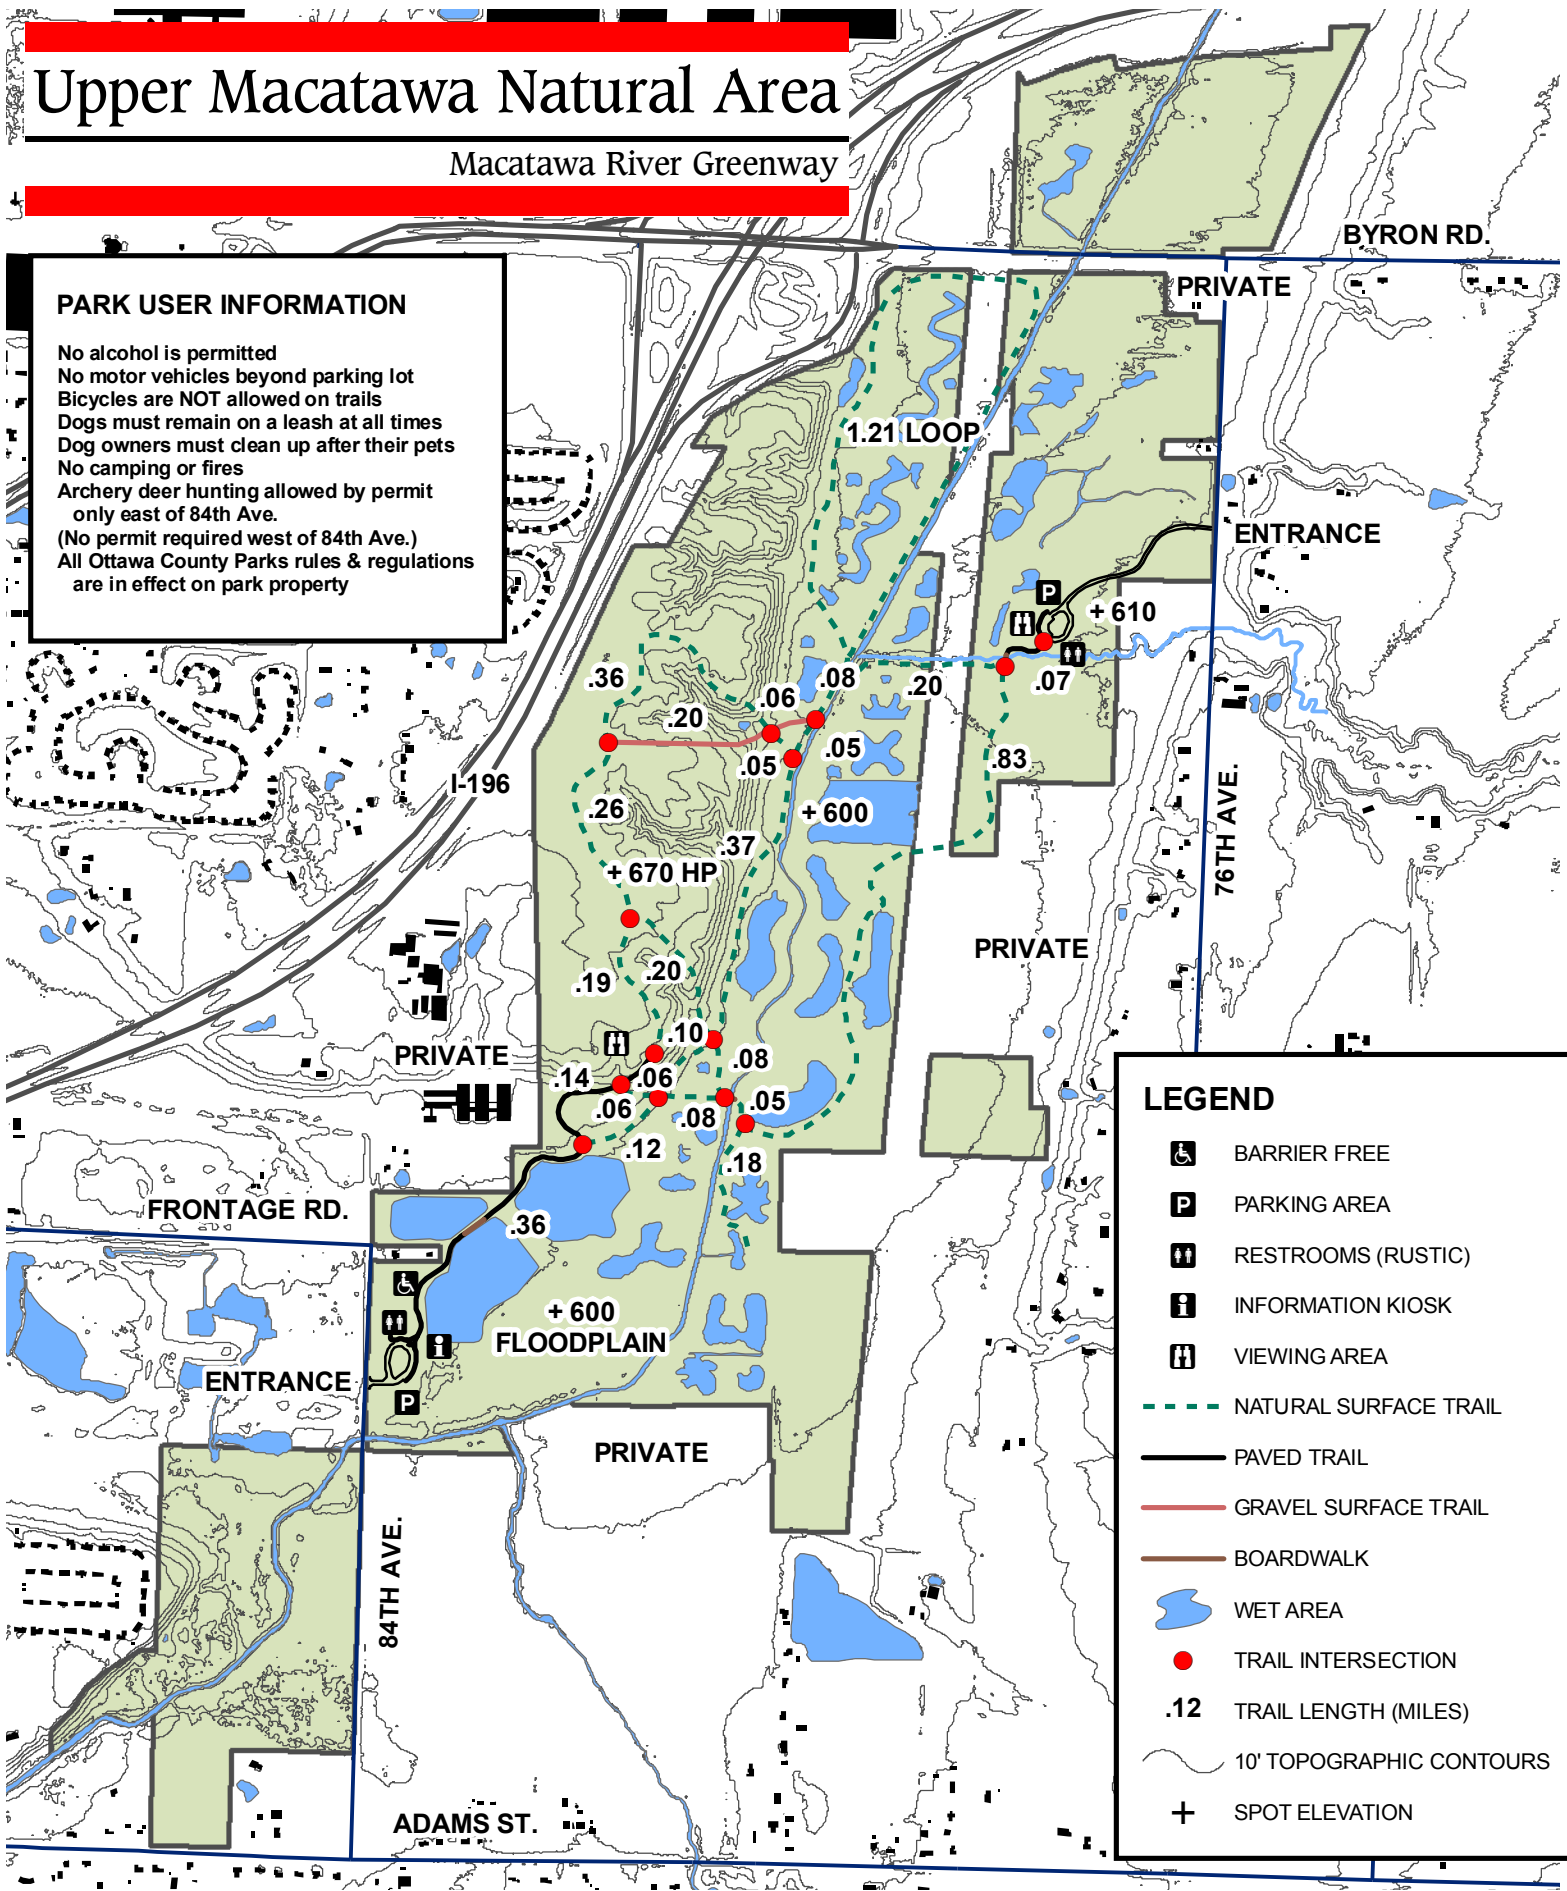 Upper Macatawa Natural Area
Macatawa River Greenway
BYRON RD.
PRIVATE
PARK USER INFORMATION
No alcohol is permitted
No motor vehicles beyond parking lot
Bicycles are NOT allowed on trails
Dogs must remain on a leash at all times
Dog owners must clean up after their pets
No camping or fires
Archery deer hunting allowed by permit
only east of 84th Ave.
(No permit required west of 84th Ave.)
All Ottawa County Parks rules & regulations
are in effect on park property
1.21 LOOP
ENTRANCE
P
+ 610
.36
.08
.20
.07
.06
.20
.05
.05
.83
I-196
.26
+ 600
.37
76TH AVE.
+ 670 HP
PRIVATE
.20
.19
.10
PRIVATE
.08
.14
.06
.05
.06
.08
.12
.18
FRONTAGE RD.
.36
+ 600
FLOODPLAIN
ENTRANCE
P
PRIVATE
84TH AVE.
ADAMS ST.
LEGEND
BARRIER FREE
P PARKING AREA
RESTROOMS (RUSTIC)
INFORMATION KIOSK
VIEWING AREA
NATURAL SURFACE TRAIL
PAVED TRAIL
GRAVEL SURFACE TRAIL
BOARDWALK
WET AREA
TRAIL INTERSECTION
.12 TRAIL LENGTH (MILES)
10' TOPOGRAPHIC CONTOURS
+ SPOT ELEVATION